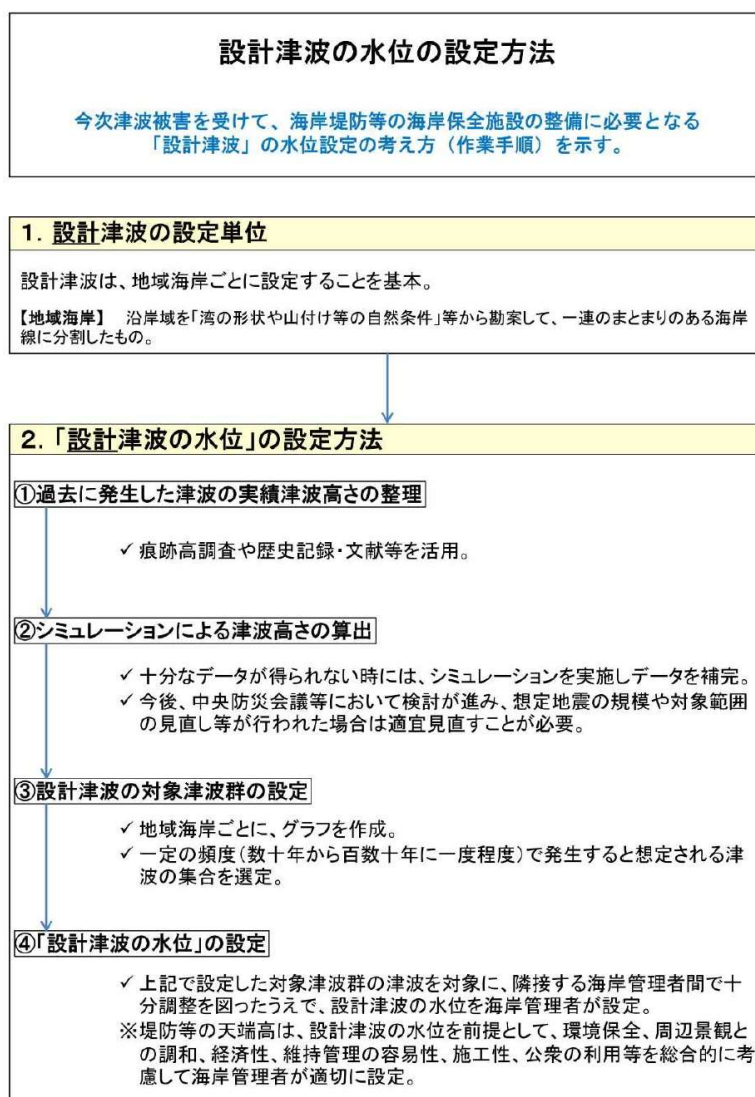 設計津波の水位の設定方法
今次津波被害を受けて、海岸堤防等の海岸保全施設の整備に必要となる
「設計津波」の水位設定の考え方（作業手順）を示す。
1. 設計津波の設定単位
設計津波は、地域海岸ごとに設定することを基本。
【地域海岸】　沿岸域を「湾の形状や山付け等の自然条件」等から勘案して、一連のまとまりのある海岸
線に分割したもの。
2.「設計津波の水位」の設定方法
①過去に発生した津波の実績津波高さの整理
✓ 痕跡高調査や歴史記録・文献等を活用。
②シミュレーションによる津波高さの算出
✓ 十分なデータが得られない時には、シミュレーションを実施しデータを補完。
✓ 今後、中央防災会議等において検討が進み、想定地震の規模や対象範囲
の見直し等が行われた場合は適宜見直すことが必要。
③設計津波の対象津波群の設定
✓ 地域海岸ごとに、グラフを作成。
✓ 一定の頻度（数十年から百数十年に一度程度）で発生すると想定される津
波の集合を選定。
④「設計津波の水位」の設定
✓ 上記で設定した対象津波群の津波を対象に、隣接する海岸管理者間で十
分調整を図ったうえで、設計津波の水位を海岸管理者が設定。
※堤防等の天端高は、設計津波の水位を前提として、環境保全、周辺景観と
の調和、経済性、維持管理の容易性、施工性、公衆の利用等を総合的に考
慮して海岸管理者が適切に設定。